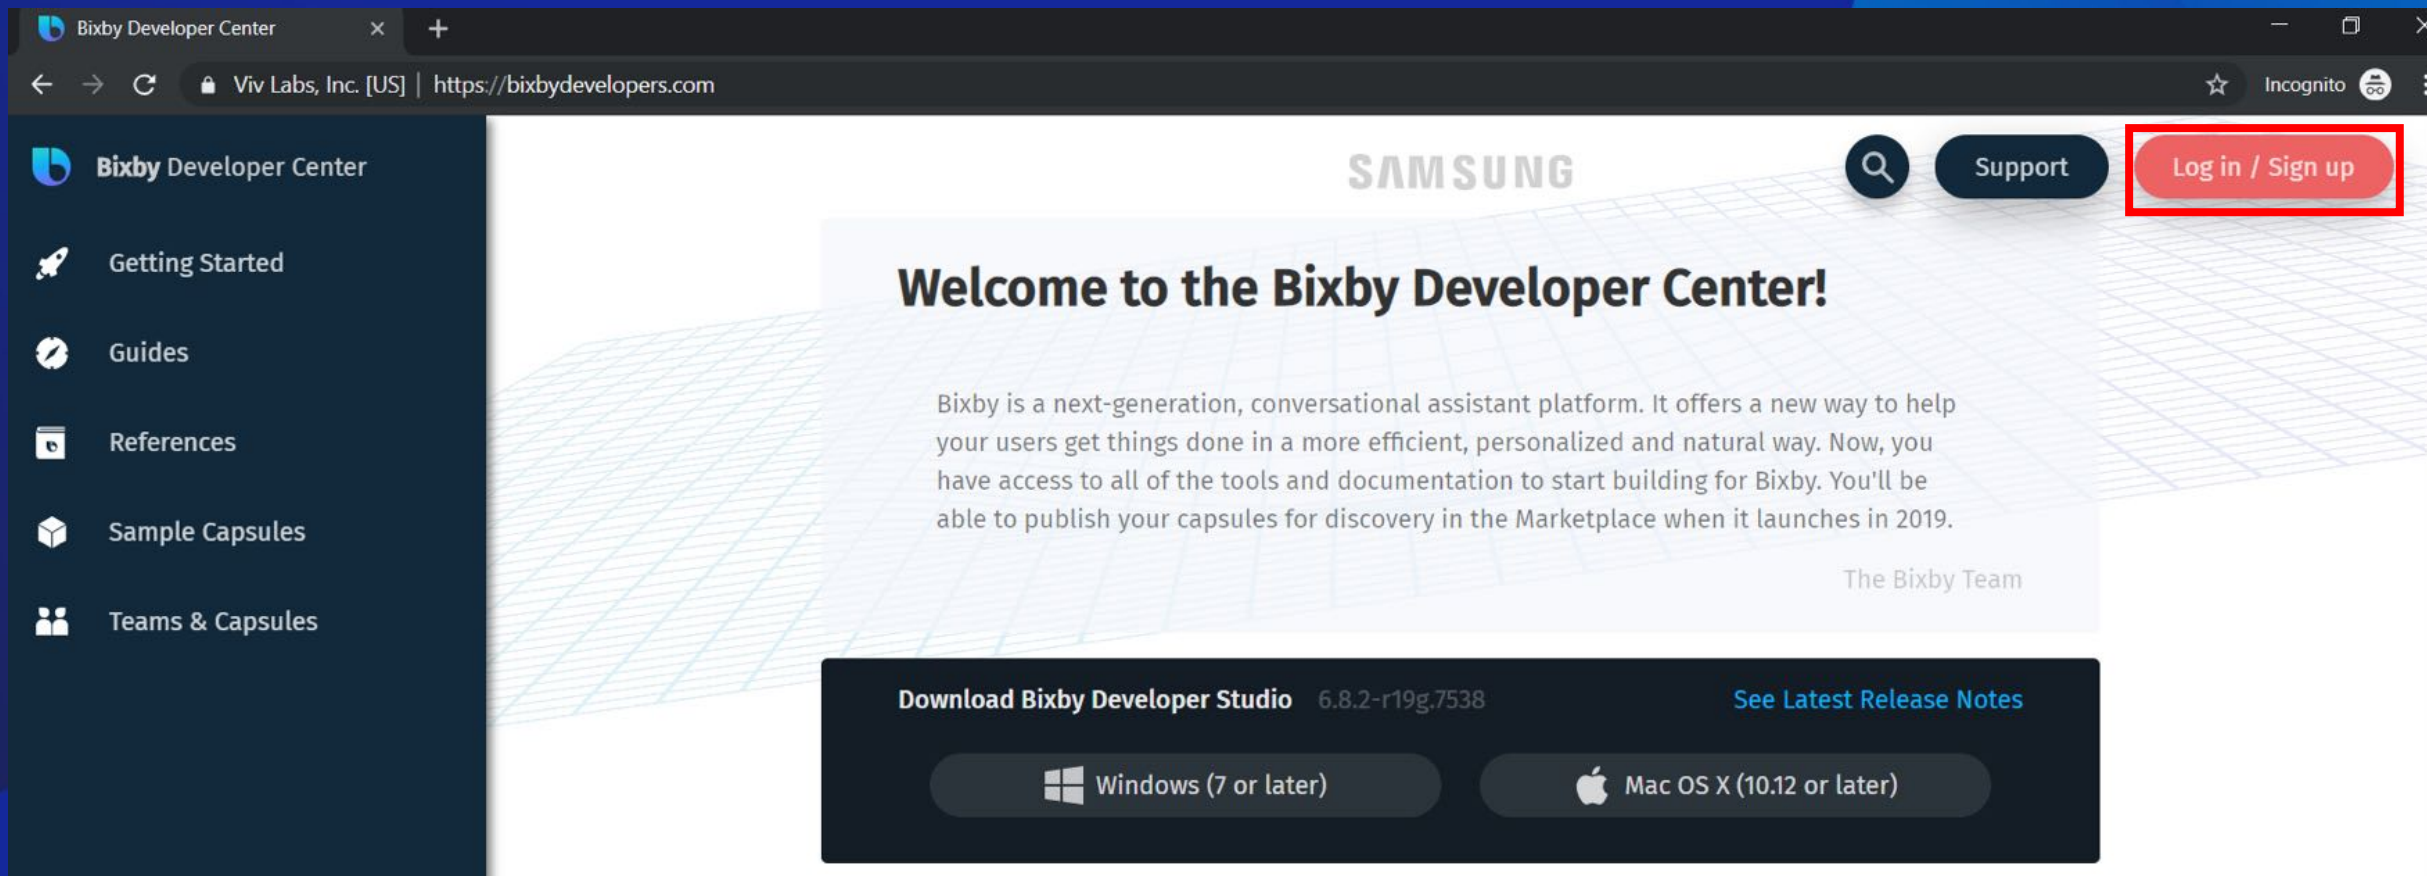 Bixby Developer Center
Viv Labs, Inc. [US] | https://bixbydevelopers.com
Incognito
Bixby Developer Center
Getting Started
Guides
References
Sample Capsules
Teams & Capsules
SAMSUNG
Support
Log in / Sign up
Welcome to the Bixby Developer Center!
Bixby is a next-generation, conversational assistant platform. It offers a new way to help
your users get things done in a more efficient, personalized and natural way. Now, you
have access to all of the tools and documentation to start building for Bixby. You'll be
able to publish your capsules for discovery in the Marketplace when it launches in 2019.
The Bixby Team
Download Bixby Developer Studio 6.8.2-r19g.7538
See Latest Release Notes
Windows (7 or later)
Mac OS X (10.12 or later)